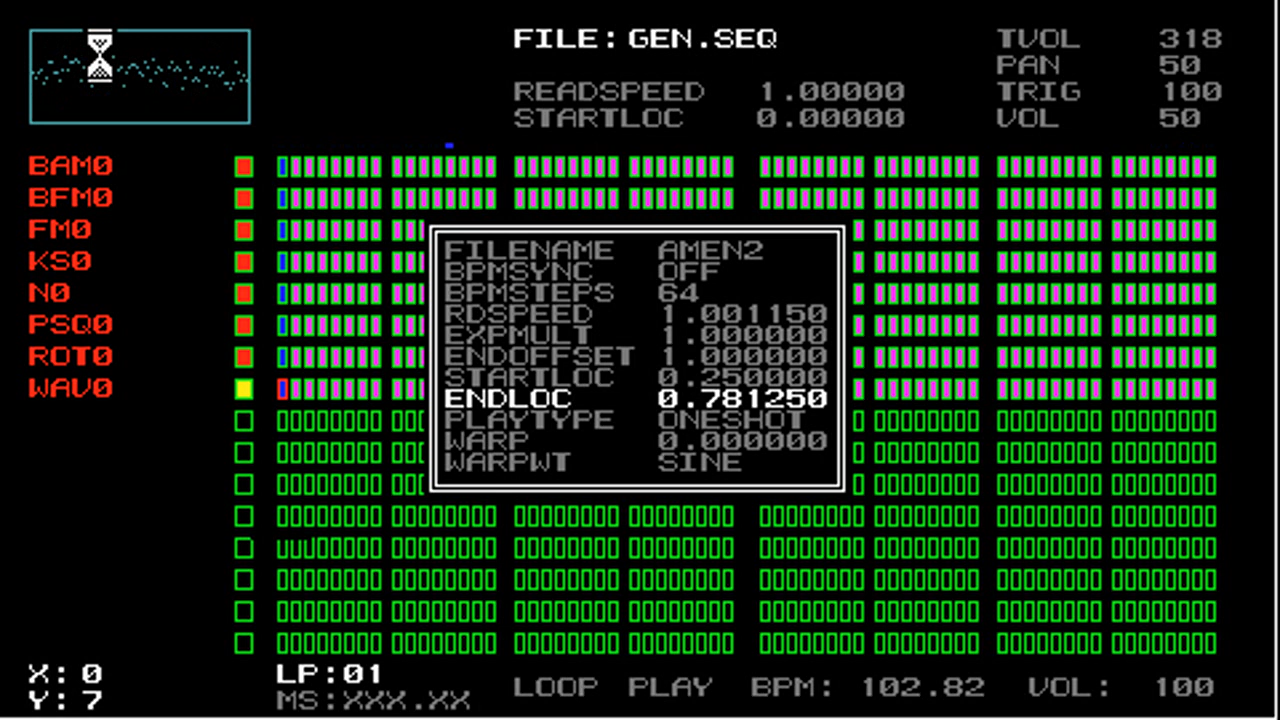 FILE: GEN.SEQ
TVOL 318
PAN 50
READSPEED 1.00000
TRIG 100
STARTLOC 0.00000
VOL 50
BAM0
BFM0
FM0
KS0
N0
PSQ0
ROT0
WAV0
FILENAME AMEN2
BPMSYNC OFF
BPMSTEPS 64
RDSPEED 1.001150
EXPMULT 1.000000
ENDOFFSET 1.000000
STARTLOC 0.250000
ENDLOC 0.781250
PLAYTYPE ONESHOT
WARP 0.000000
WARPWT SINE
X: 0
Y: 7
LP:01
MS:XXX.XX
LOOP PLAY BPM: 102.82 VOL: 100